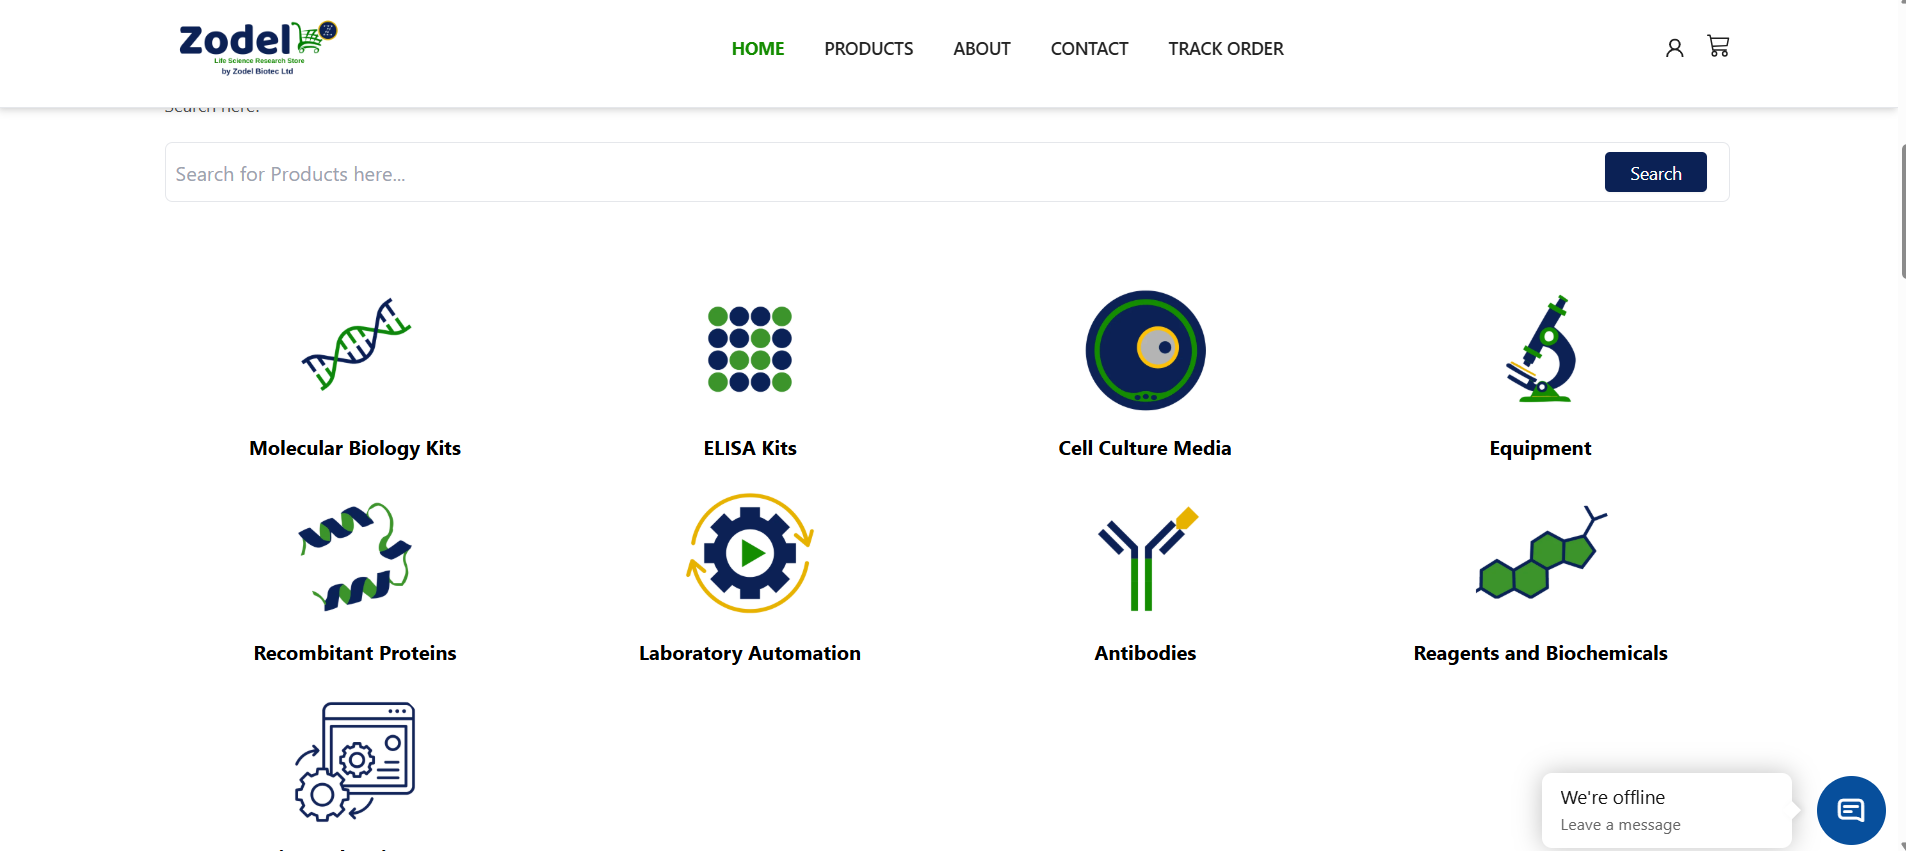 Zodel
Life Science Research Store
by Zodel Biotec Ltd
HOME PRODUCTS ABOUT CONTACT TRACK ORDER
Search here:
Search for Products here...
Search
Molecular Biology Kits
ELISA Kits
Cell Culture Media
Equipment
Recombitant Proteins
Laboratory Automation
Antibodies
Reagents and Biochemicals
We're offline
Leave a message